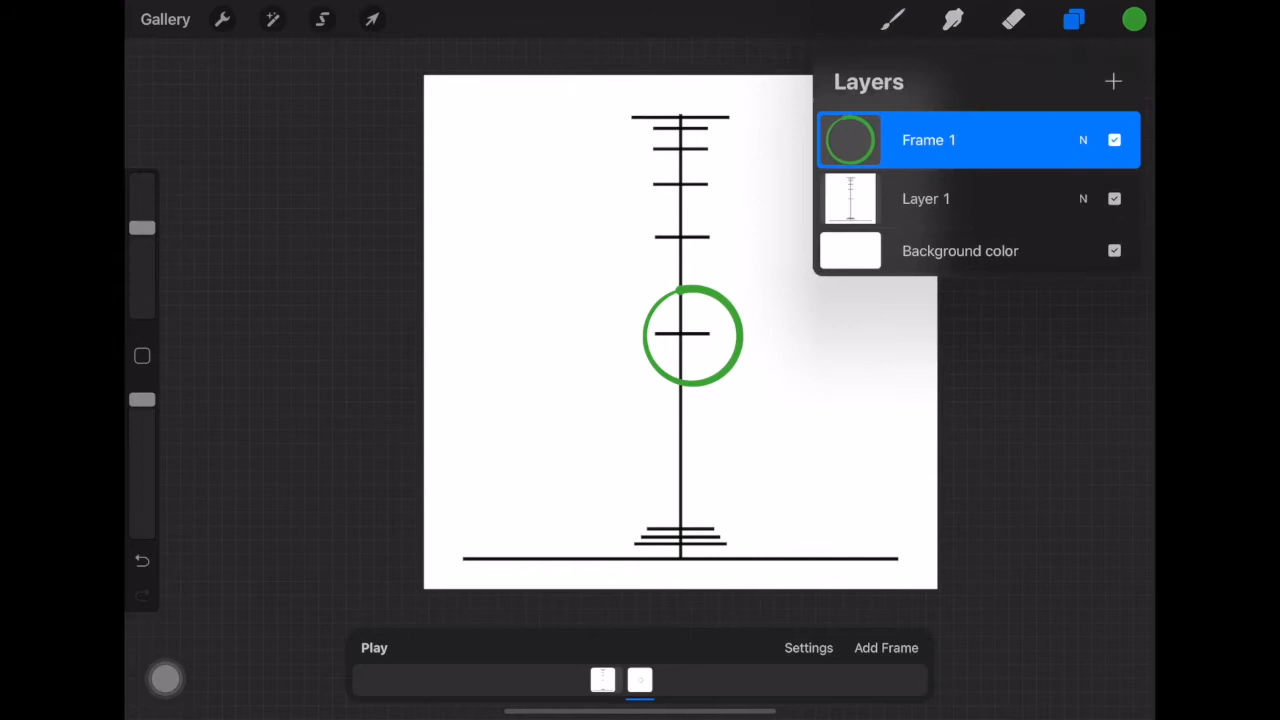 Gallery
Layers
Frame 1 N
Layer 1 N
Background color
Play Settings Add Frame